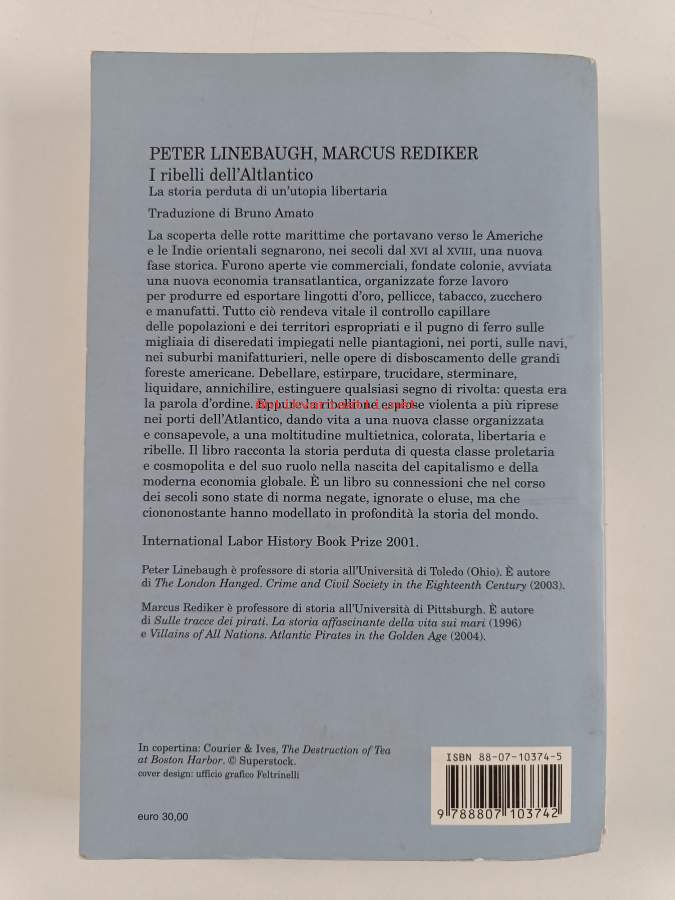 PETER LINEBAUGH, MARCUS REDIKER
I ribelli dell'Altlantico
La storia perduta di un'utopia libertaria
Traduzione di Bruno Amato
La scoperta delle rotte marittime che portavano verso le Americhe
e le Indie orientali segnarono, nei secoli dal XVI al XVIII, una nuova
fase storica. Furono aperte vie commerciali, fondate colonie, avviata
una nuova economia transatlantica, organizzate forze lavoro
per produrre ed esportare lingotti d'oro, pellicce, tabacco, zucchero
e manufatti. Tutto ciò rendeva vitale il controllo capillare
delle popolazioni e dei territori espropriati e il pugno di ferro sulle
migliaia di diseredati impiegati nelle piantagioni, nei porti, sulle navi,
nei suburbi manifatturieri, nelle opere di disboscamento delle grandi
foreste americane. Debellare, estirpare, trucidare, sterminare,
liquidare, annichilire, estinguere qualsiasi segno di rivolta: questa era
la parola d'ordine. Eppure la ribellione esplose violenta a più riprese
nei porti dell'Atlantico, dando vita a una nuova classe organizzata
e consapevole, a una moltitudine multietnica, colorata, libertaria e
ribelle. Il libro racconta la storia perduta di questa classe proletaria
e cosmopolita e del suo ruolo nella nascita del capitalismo e della
moderna economia globale. È un libro su connessioni che nel corso
dei secoli sono state di norma negate, ignorate o eluse, ma che
ciononostante hanno modellato in profondità la storia del mondo.
International Labor History Book Prize 2001.
Peter Linebaugh è professore di storia all'Università di Toledo (Ohio). È autore
di The London Hanged. Crime and Civil Society in the Eighteenth Century (2003).
Marcus Rediker è professore di storia all'Università di Pittsburgh. È autore
di Sulle tracce dei pirati. La storia affascinante della vita sui mari (1996)
e Villains of All Nations. Atlantic Pirates in the Golden Age (2004).
In copertina: Courier & Ives, The Destruction of Tea
at Boston Harbor. © Superstock.
cover design: ufficio grafico Feltrinelli
euro 30,00
ISBN 88-07-10374-5
9 788807 103742